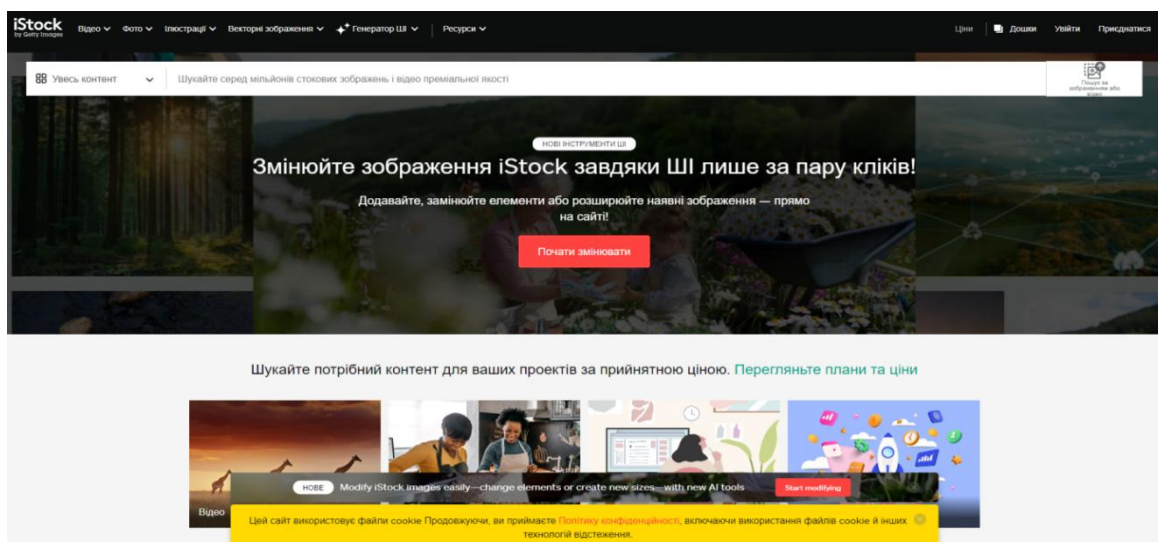 iStock
by Getty Images
Відео
Фото
Ілюстрації
Векторні зображення
Генератор ШІ
Ресурси
Ціни
Дошки
Увійти
Приєднатися
Увесь контент
Шукайте серед мільйонів стокових зображень і відео преміальної якості
Пошук за
зображенням або
відео
НОВІ ІНСТРУМЕНТИ ШІ
Змінюйте зображення iStock завдяки ШІ лише за пару кліків!
Додавайте, замінюйте елементи або розширюйте наявні зображення — прямо
на сайті!
Почати змінювати
Шукайте потрібний контент для ваших проектів за прийнятною ціною. Перегляньте плани та ціни
НОВЕ
Modify iStock images easily—change elements or create new sizes—with new AI tools
Start modifying
Відео
Цей сайт використовує файли cookie Продовжуючи, ви приймаєте Політику конфіденційності, включаючи використання файлів cookie й інших
технологій відстеження.